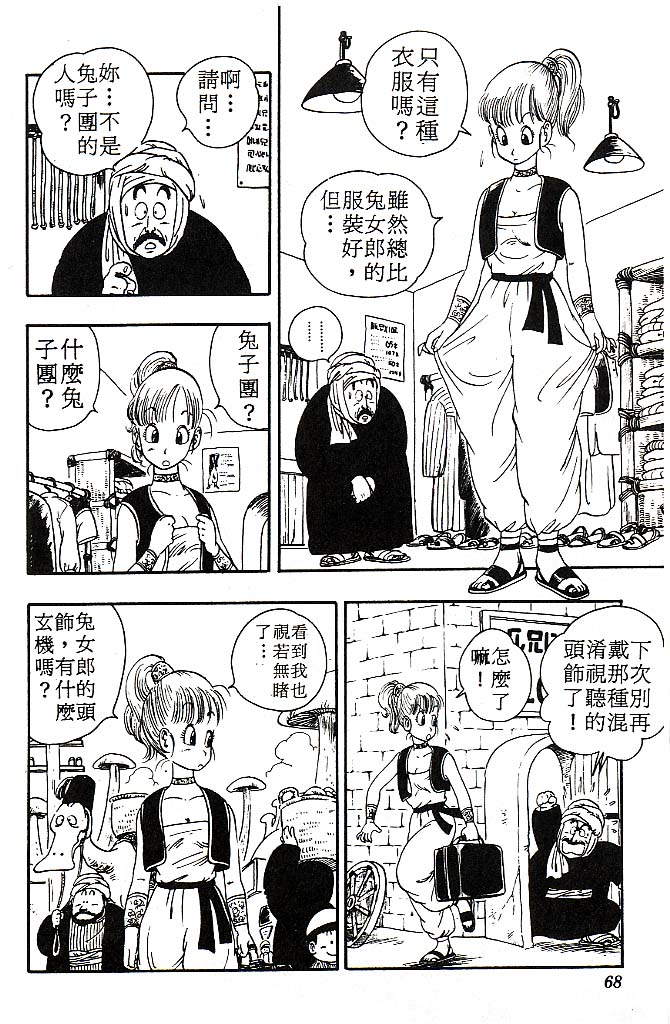 只有這種
衣服嗎？
雖然總比
兔女郎的
服裝好，
但…
………
啊…
請問…
妳…不是
兔子團的
人嗎？
兔子團？
什麼兔
子團？
看到我也
視若無睹
了…
兔女郎的頭
飾，有什麼
玄機嗎？
怎麼了
嘛！
下次別再
戴那種混
淆視聽的
頭飾了！
68